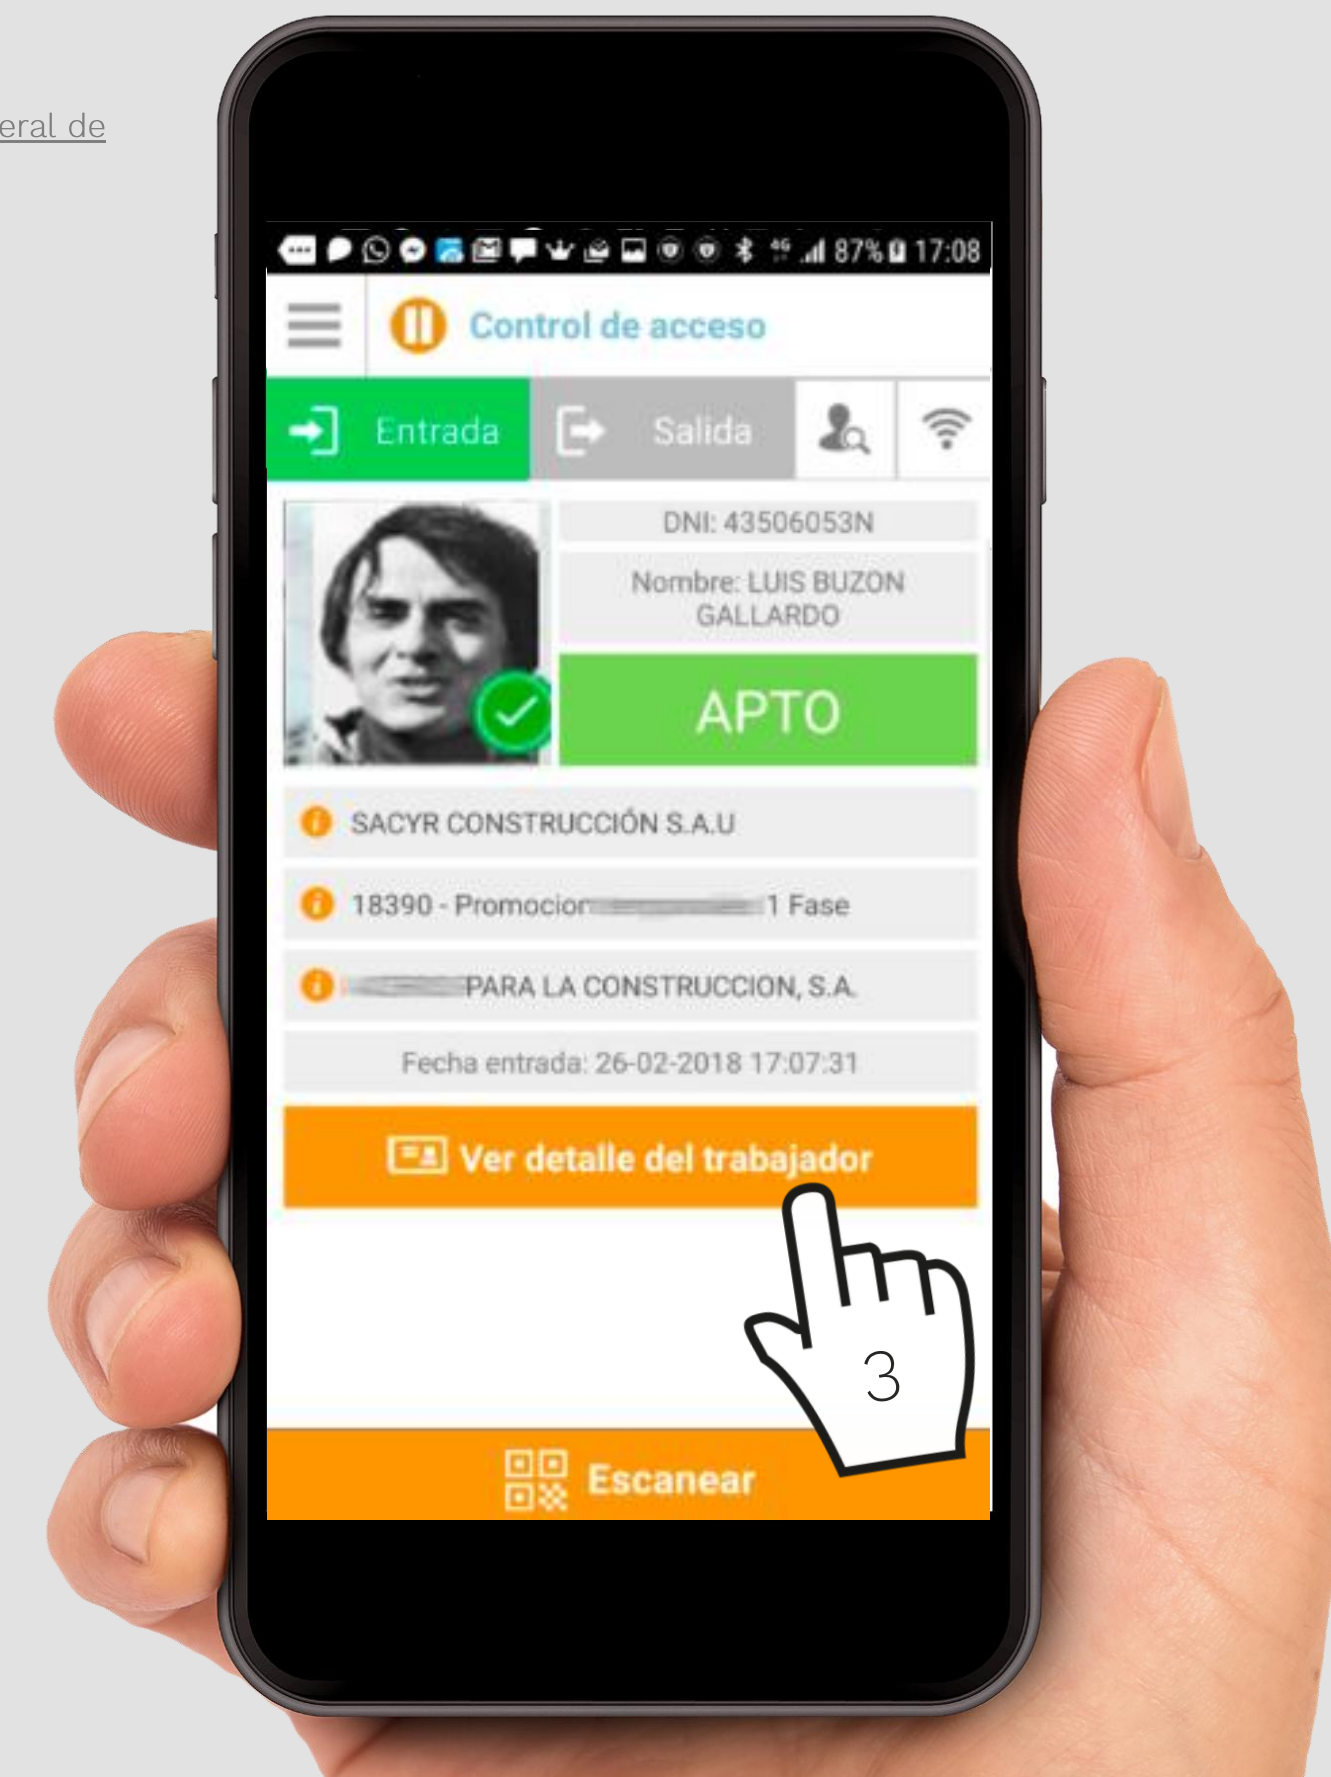 eral de
87% 17:08
Control de acceso
Entrada
Salida
DNI: 43506053N
Nombre: LUIS BUZON
GALLARDO
APTO
SACYR CONSTRUCCIÓN S.A.U
18390 - Promocion 1 Fase
PARA LA CONSTRUCCION, S.A.
Fecha entrada: 26-02-2018 17:07:31
Ver detalle del trabajador
3
Escanear